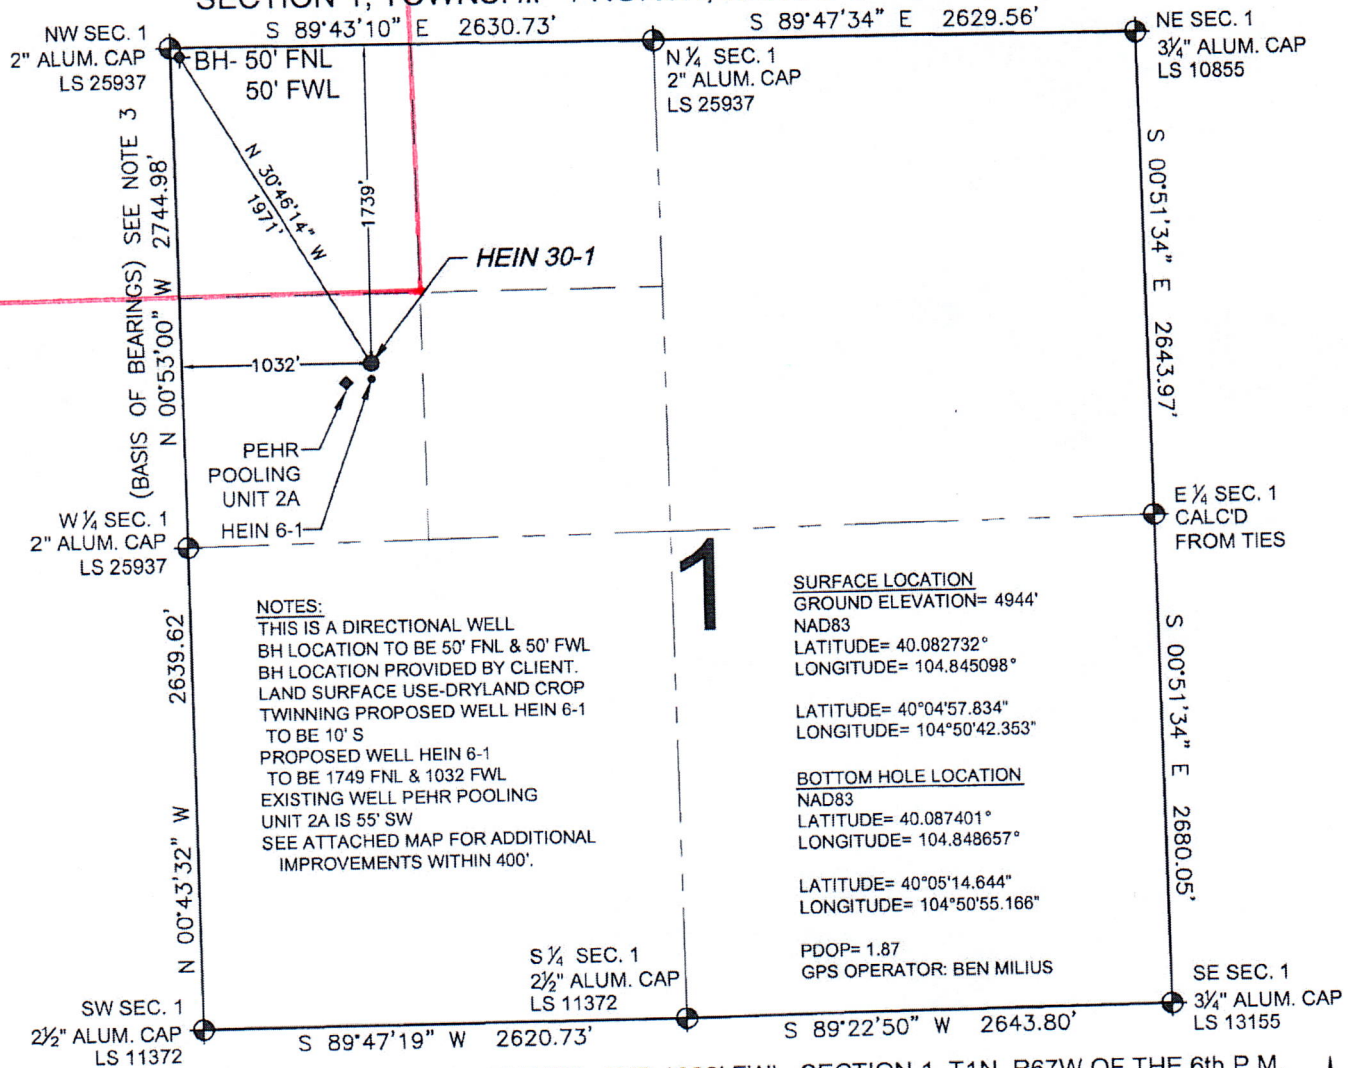 SECTION 1,
S 89°43'10" E 2630.73'
S 89°47'34" E 2629.56'
NW SEC. 1
2" ALUM. CAP
LS 25937
BH- 50' FNL
50' FWL
N ¼ SEC. 1
2" ALUM. CAP
LS 25937
NE SEC. 1
3¼" ALUM. CAP
LS 10855
(BASIS OF BEARINGS) SEE NOTE 3
N 00°53'00" W 2744.98'
N 30°46'14" W
1971'
1739'
HEIN 30-1
S 00°51'34" E 2643.97'
1032'
PEHR
POOLING
UNIT 2A
HEIN 6-1
W ¼ SEC. 1
2" ALUM. CAP
LS 25937
E ¼ SEC. 1
CALC'D
FROM TIES
1
NOTES:
THIS IS A DIRECTIONAL WELL
BH LOCATION TO BE 50' FNL & 50' FWL
BH LOCATION PROVIDED BY CLIENT.
LAND SURFACE USE-DRYLAND CROP
TWINNING PROPOSED WELL HEIN 6-1
TO BE 10' S
PROPOSED WELL HEIN 6-1
TO BE 1749 FNL & 1032 FWL
EXISTING WELL PEHR POOLING
UNIT 2A IS 55' SW
SEE ATTACHED MAP FOR ADDITIONAL
IMPROVEMENTS WITHIN 400'.
SURFACE LOCATION
GROUND ELEVATION= 4944'
NAD83
LATITUDE= 40.082732°
LONGITUDE= 104.845098°
LATITUDE= 40°04'57.834"
LONGITUDE= 104°50'42.353"
BOTTOM HOLE LOCATION
NAD83
LATITUDE= 40.087401°
LONGITUDE= 104.848657°
LATITUDE= 40°05'14.644"
LONGITUDE= 104°50'55.166"
PDOP= 1.87
GPS OPERATOR: BEN MILIUS
N 00°43'32" W 2639.62'
S 00°51'34" E 2680.05'
SW SEC. 1
2½" ALUM. CAP
LS 11372
S ¼ SEC. 1
2½" ALUM. CAP
LS 11372
SE SEC. 1
3¼" ALUM. CAP
LS 13155
S 89°47'19" W 2620.73'
S 89°22'50" W 2643.80'
SECTION 1, T1N, R67W OF THE 6th P.M.